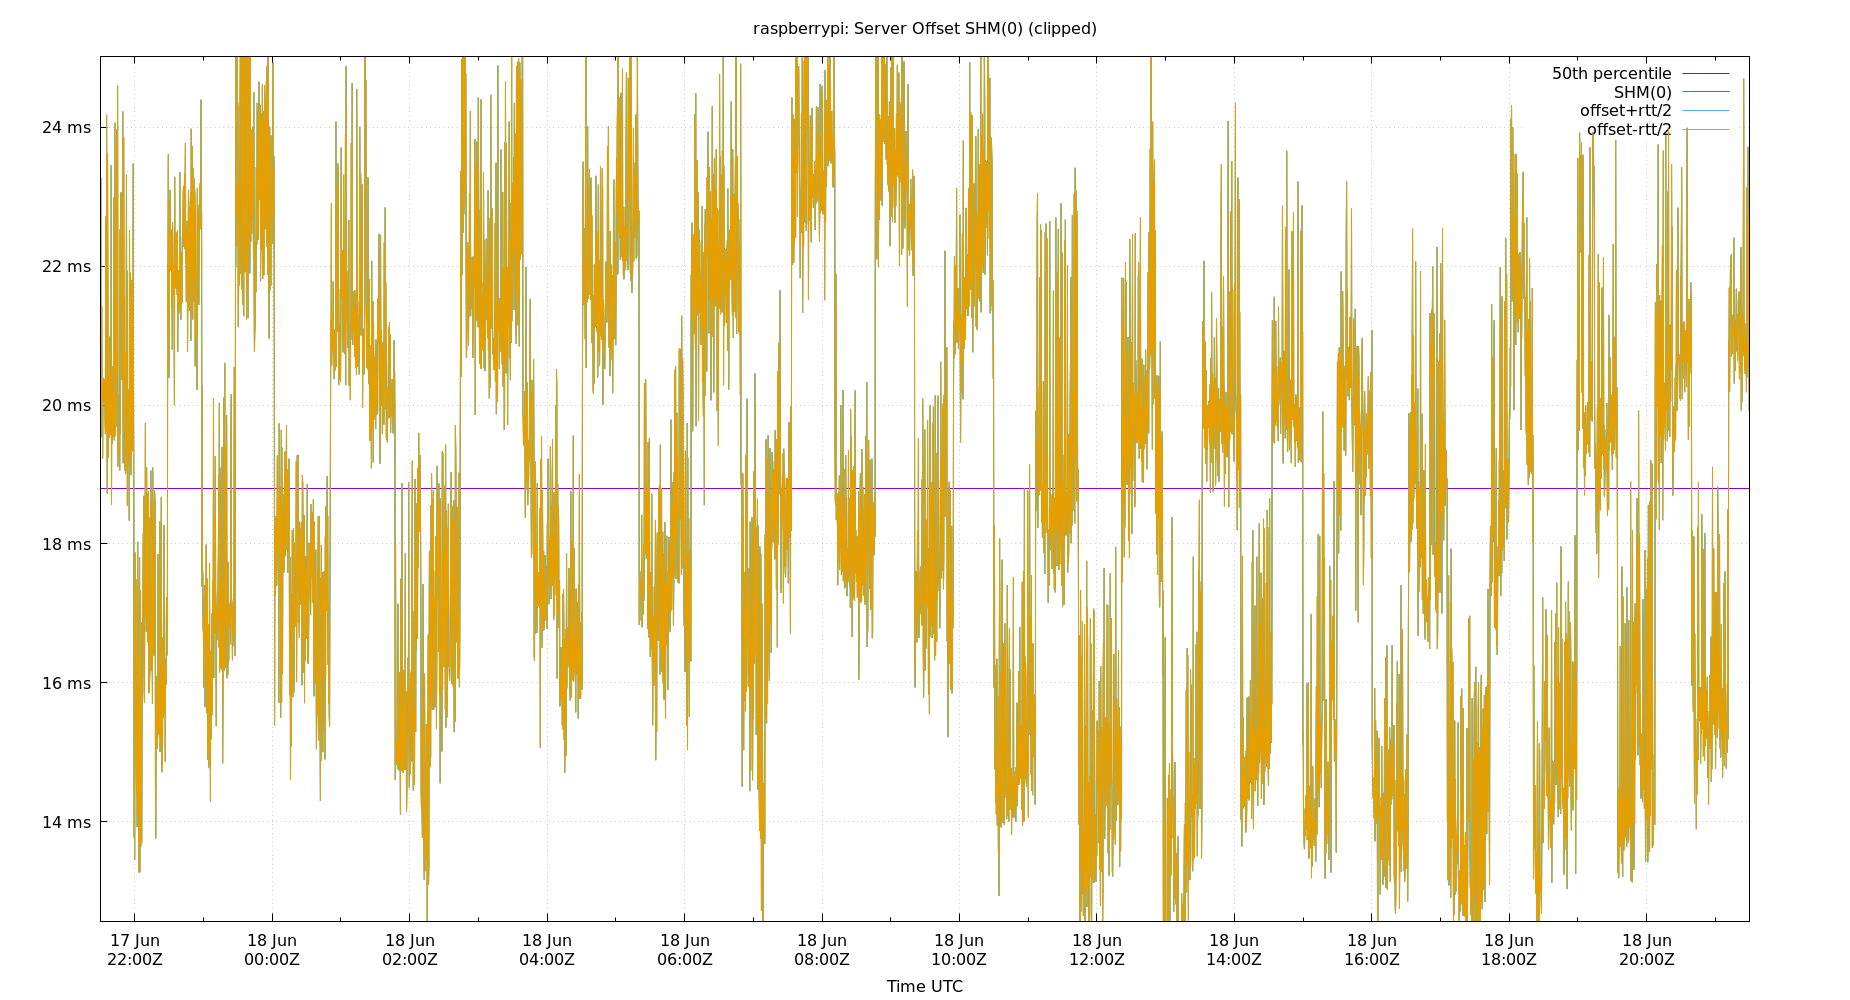 raspberrypi: Server Offset SHM(0) (clipped)
50th percentile
SHM(0)
offset+rtt/2
offset-rtt/2
24 ms
22 ms
20 ms
18 ms
16 ms
14 ms
17 Jun 18 Jun 18 Jun 18 Jun 18 Jun 18 Jun 18 Jun 18 Jun 18 Jun 18 Jun 18 Jun 18 Jun
22:00Z 00:00Z 02:00Z 04:00Z 06:00Z 08:00Z 10:00Z 12:00Z 14:00Z 16:00Z 18:00Z 20:00Z
Time UTC